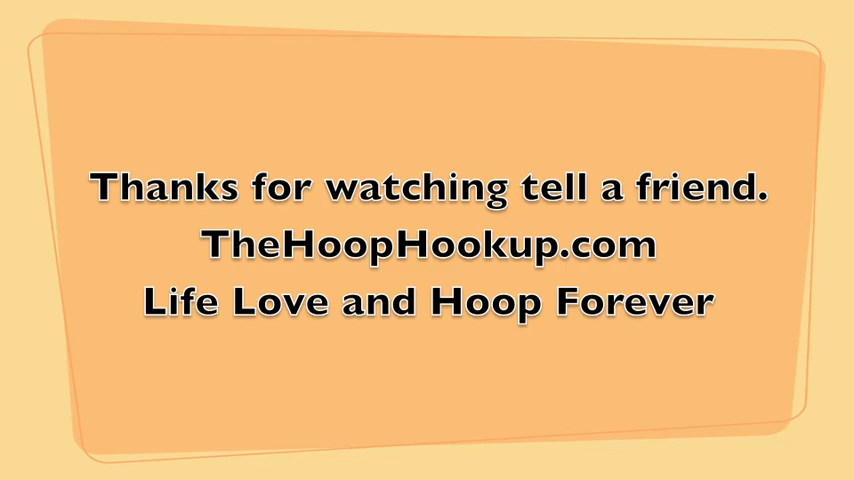 Thanks for watching tell a friend.
TheHoopHookup.com
Life Love and Hoop Forever